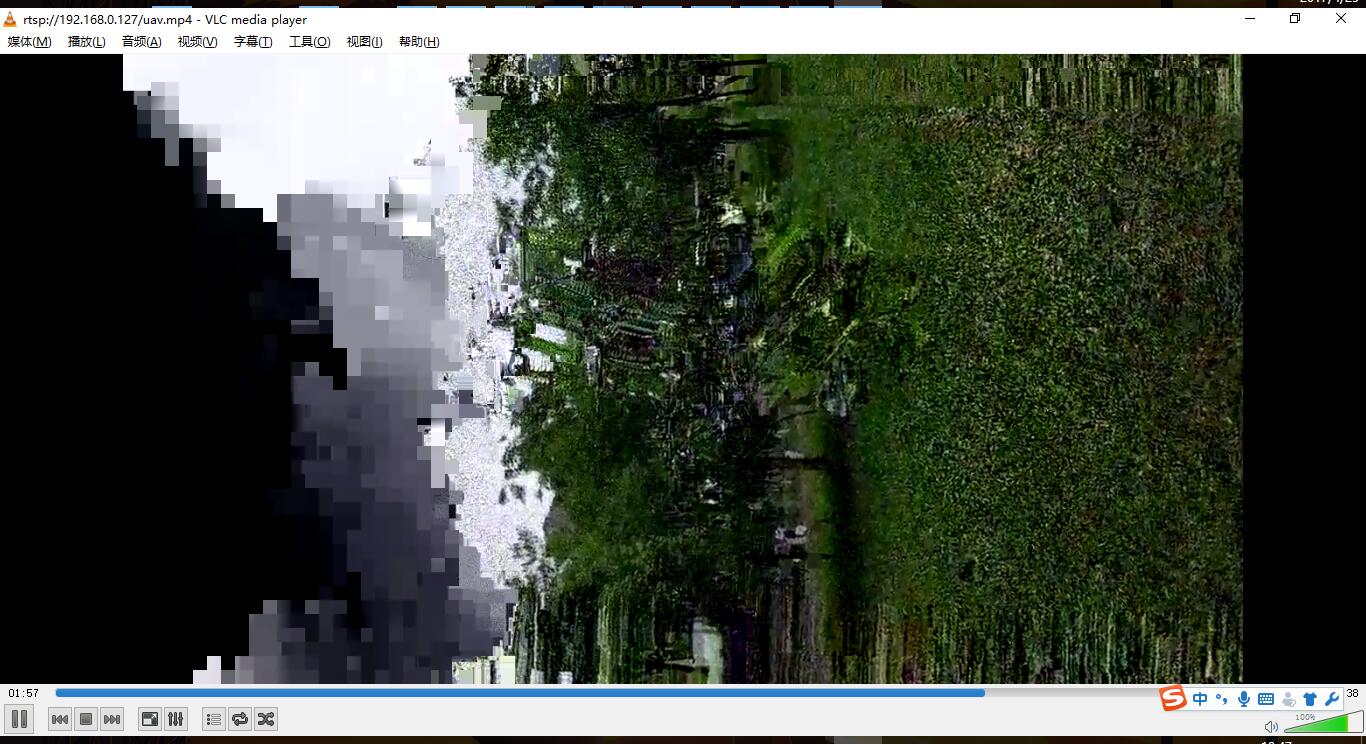 rtsp://192.168.0.127/uav.mp4 - VLC media player
媒体(M) 播放(L) 音频(A) 视频(V) 字幕(T) 工具(O) 视图(I) 帮助(H)
01:57
中
38
100%